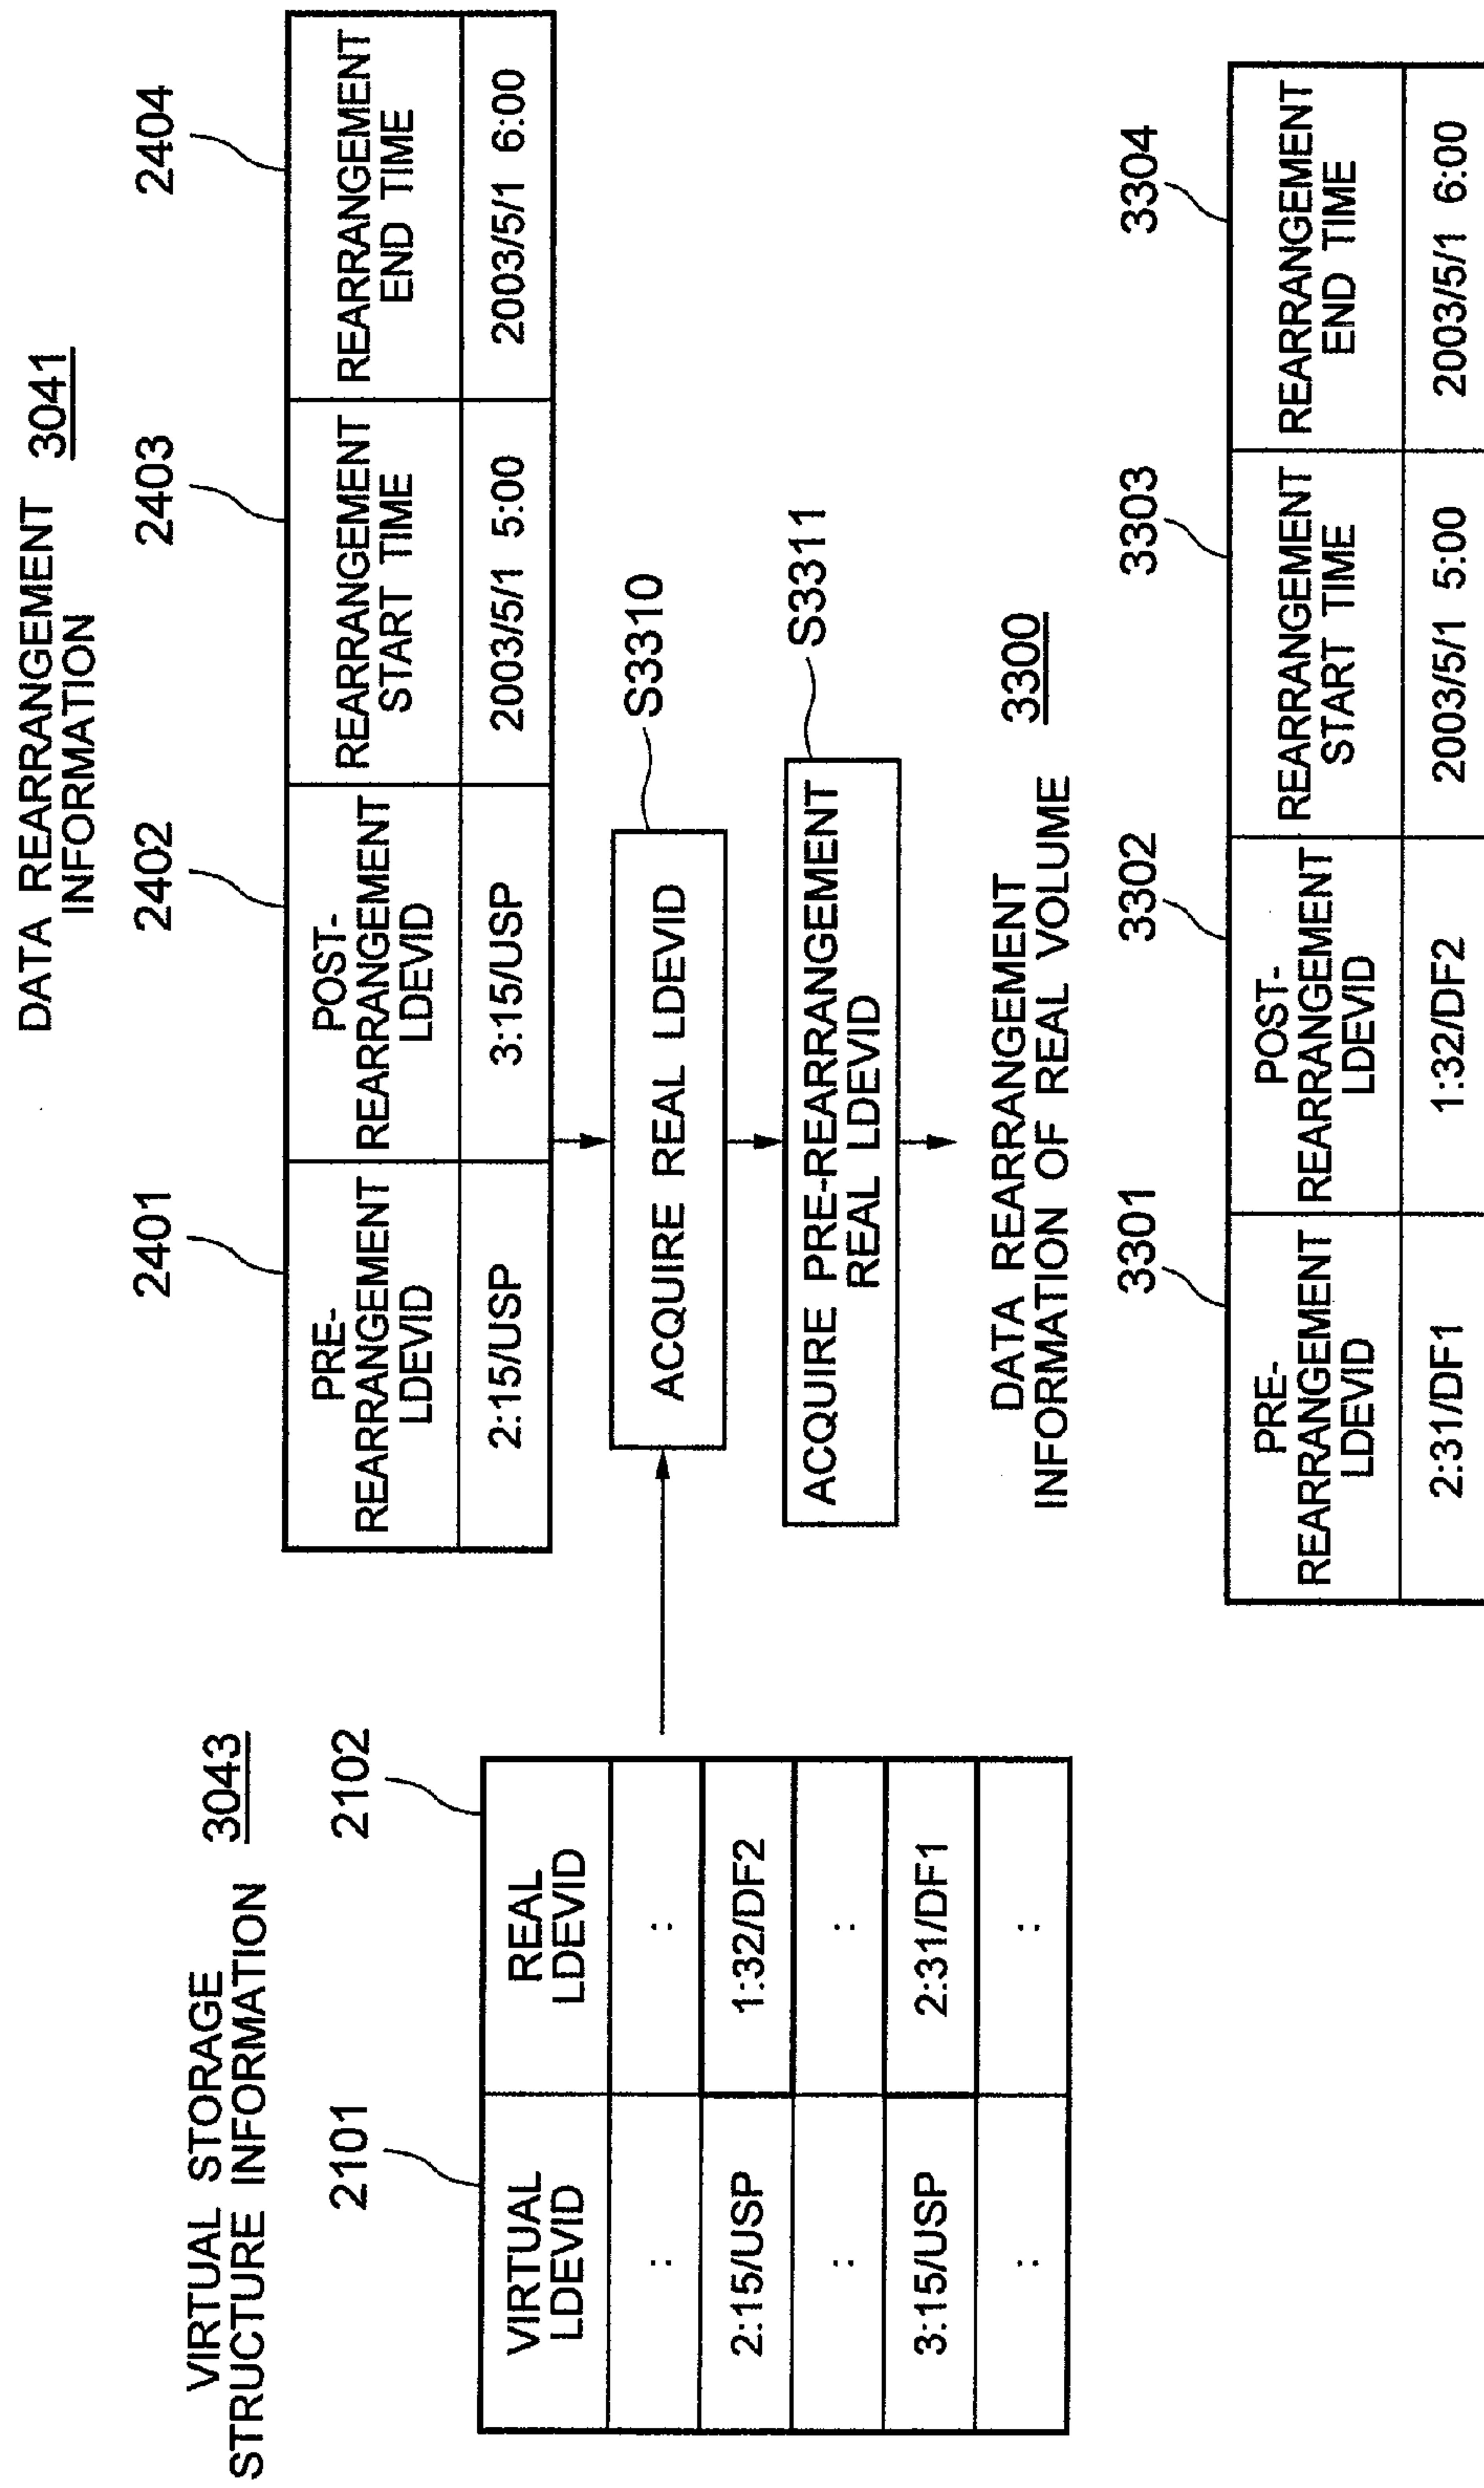 DATA REARRANGEMENT
INFORMATION
3041
2401
2402
2403
2404
PRE-
REARRANGEMENT
LDEVID
POST-
REARRANGEMENT
LDEVID
REARRANGEMENT
START TIME
REARRANGEMENT
END TIME
2:15/USP
3:15/USP
2003/5/1 5:00
2003/5/1 6:00
VIRTUAL STORAGE
STRUCTURE INFORMATION
3043
2101
2102
VIRTUAL
LDEVID
REAL
LDEVID
:
:
2:15/USP
1:32/DF2
:
:
3:15/USP
2:31/DF1
:
:
ACQUIRE REAL LDEVID
S3310
ACQUIRE PRE-REARRANGEMENT
REAL LDEVID
S3311
DATA REARRANGEMENT
INFORMATION OF REAL VOLUME
3300
3301
3302
3303
3304
PRE-
REARRANGEMENT
LDEVID
POST-
REARRANGEMENT
LDEVID
REARRANGEMENT
START TIME
REARRANGEMENT
END TIME
2:31/DF1
1:32/DF2
2003/5/1 5:00
2003/5/1 6:00